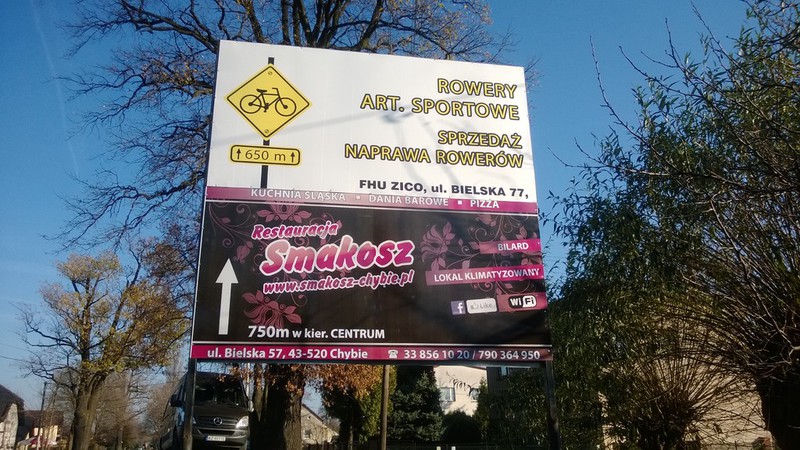 ROWERY
ART. SPORTOWE
SPRZEDAŻ
NAPRAWA ROWERÓW
650 m
FHU ZICO, ul. BIELSKA 77,
KUCHNIA ŚLĄSKA ▪ DANIA BAROWE ▪ PIZZA
Restauracja
Smakosz
www.smakosz-chybie.pl
BILARD
LOKAL KLIMATYZOWANY
f
WiFi
750m w kier. CENTRUM
ul. Bielska 57, 43-520 Chybie ☎ 33 856 10 20 / 790 364 950